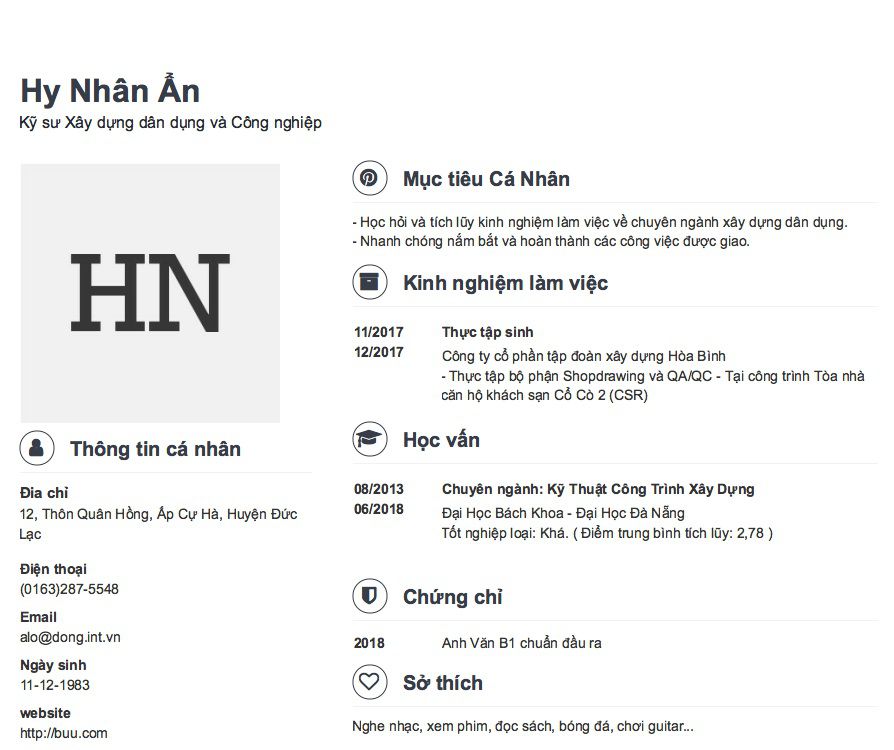 Hy Nhân Ẩn
Kỹ sư Xây dựng dân dụng và Công nghiệp
HN
Thông tin cá nhân
Đia chỉ
12, Thôn Quân Hồng, Ấp Cự Hà, Huyện Đức
Lạc
Điện thoại
(0163)287-5548
Email
alo@dong.int.vn
Ngày sinh
11-12-1983
website
http://buu.com
Mục tiêu Cá Nhân
- Học hỏi và tích lũy kinh nghiệm làm việc về chuyên ngành xây dựng dân dụng.
- Nhanh chóng nắm bắt và hoàn thành các công việc được giao.
Kinh nghiệm làm việc
11/2017 Thực tập sinh
12/2017 Công ty cổ phần tập đoàn xây dựng Hòa Bình
- Thực tập bộ phận Shopdrawing và QA/QC - Tại công trình Tòa nhà
căn hộ khách sạn Cổ Cò 2 (CSR)
Học vấn
08/2013 Chuyên ngành: Kỹ Thuật Công Trình Xây Dựng
06/2018 Đại Học Bách Khoa - Đại Học Đà Nẵng
Tốt nghiệp loại: Khá. ( Điểm trung bình tích lũy: 2,78 )
Chứng chỉ
2018 Anh Văn B1 chuẩn đầu ra
Sở thích
Nghe nhạc, xem phim, đọc sách, bóng đá, chơi guitar...